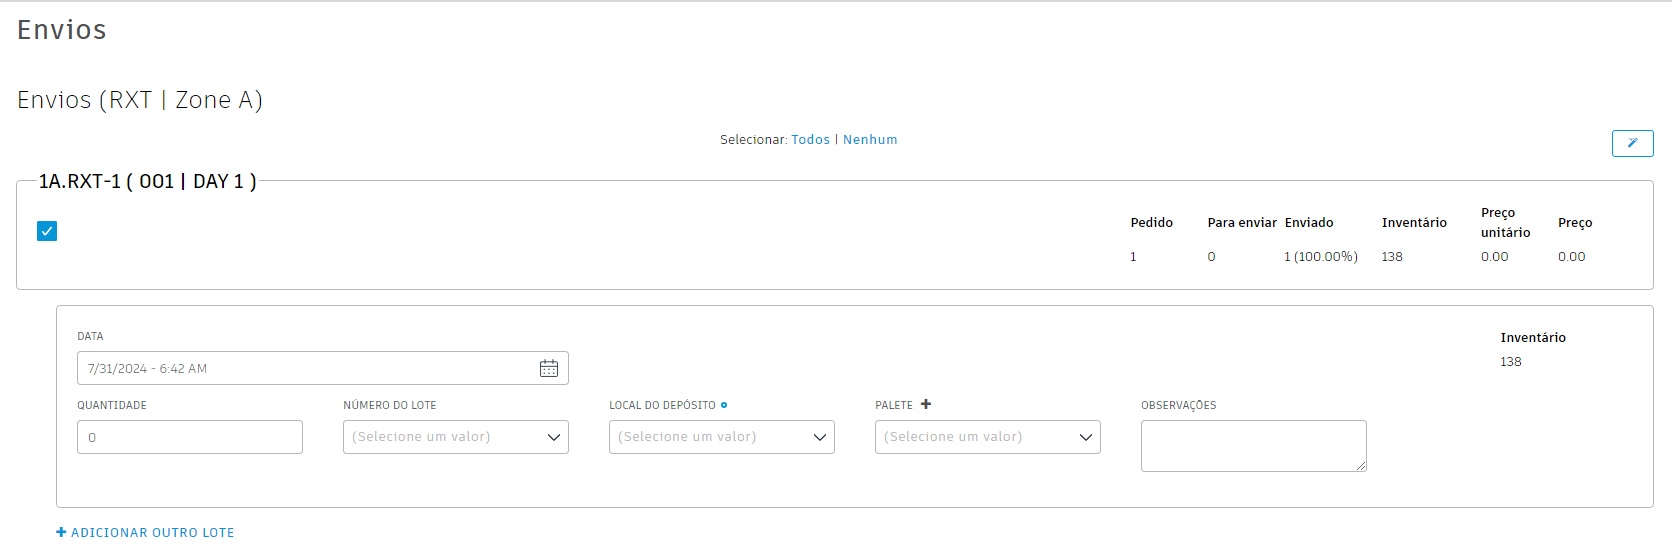 Envios
Envios (RXT | Zone A)
Selecionar: Todos | Nenhum
1A.RXT-1 ( 001 | DAY 1 )
Pedido Para enviar Enviado Inventário Preço unitário Preço
1 0 1 (100.00%) 138 0.00 0.00
DATA
Inventário
7/31/2024 - 6:42 AM
138
QUANTIDADE NÚMERO DO LOTE LOCAL DO DEPÓSITO PALETE OBSERVAÇÕES
0 (Selecione um valor) (Selecione um valor) (Selecione um valor)
+ ADICIONAR OUTRO LOTE